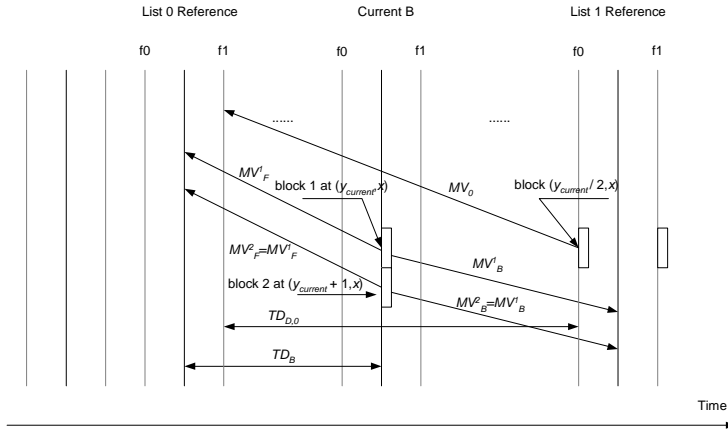 List 0 Reference Current B List 1 Reference
f0 f1 f0 f1 f0 f1
...... ......
MV¹F
block 1 at (ycurrent,x)
MV0
block (ycurrent / 2,x)
MV²F=MV¹F
MV¹B
block 2 at (ycurrent + 1,x)
MV²B=MV¹B
TDD,0
TDB
Time